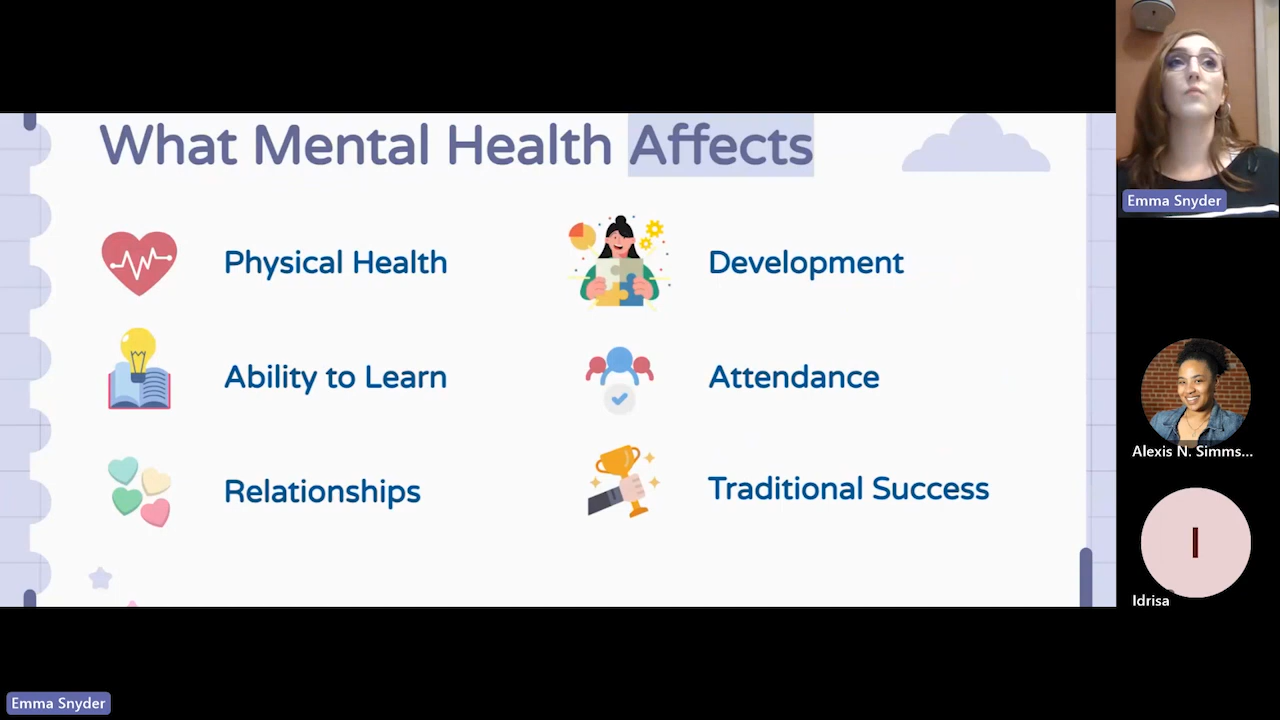 What Mental Health Affects
Physical Health
Development
Ability to Learn
Attendance
Relationships
Traditional Success
Emma Snyder
Alexis N. Simms...
I
Idrisa
Emma Snyder